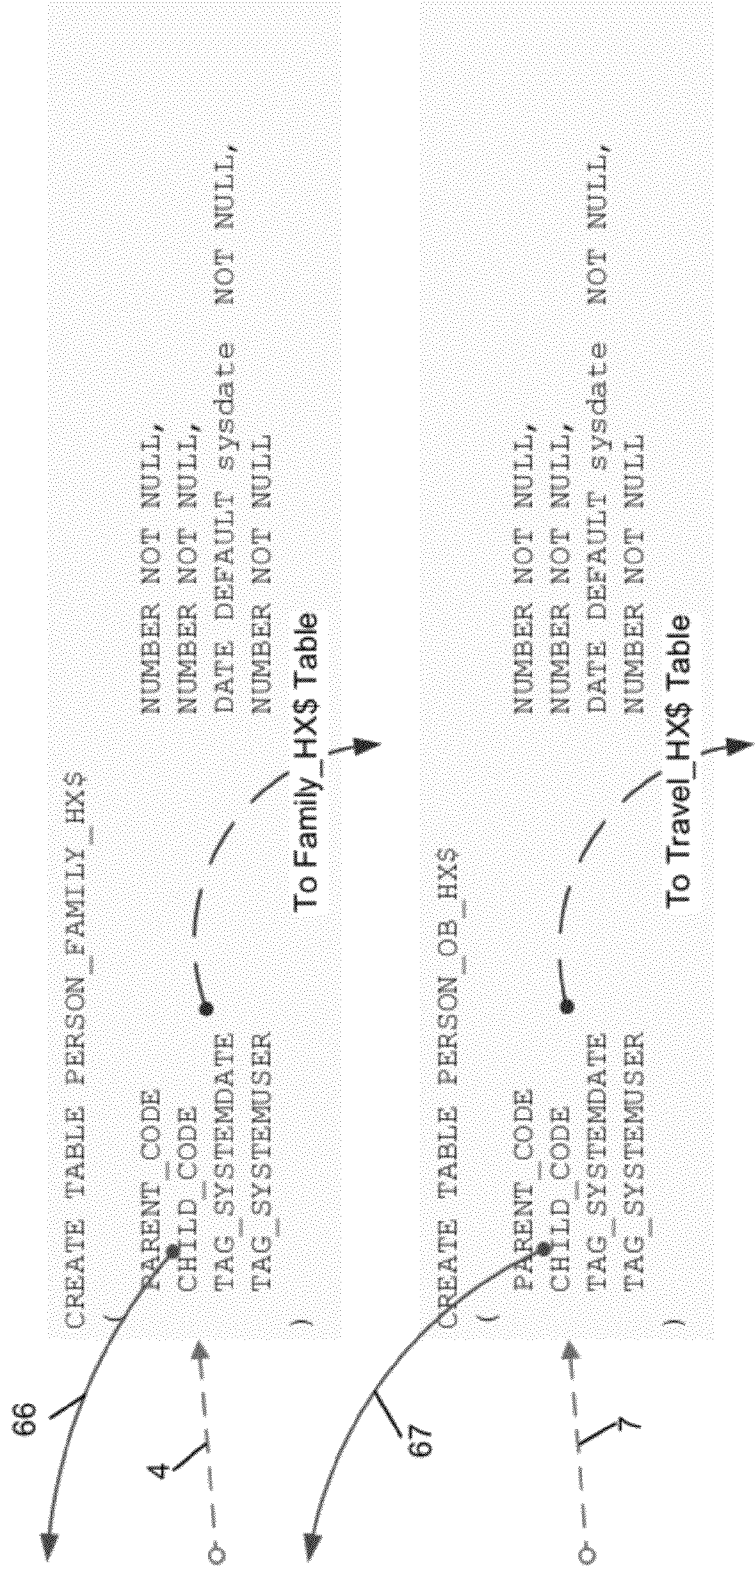 CREATE TABLE PERSON_FAMILY_HX$
(
PARENT_CODE NUMBER NOT NULL,
CHILD_CODE NUMBER NOT NULL,
TAG_SYSTEMDATE DATE DEFAULT sysdate NOT NULL,
TAG_SYSTEMUSER NUMBER NOT NULL
)
To Family_HX$ Table
66
4
CREATE TABLE PERSON_OB_HX$
(
PARENT_CODE NUMBER NOT NULL,
CHILD_CODE NUMBER NOT NULL,
TAG_SYSTEMDATE DATE DEFAULT sysdate NOT NULL,
TAG_SYSTEMUSER NUMBER NOT NULL
)
To Travel_HX$ Table
67
7